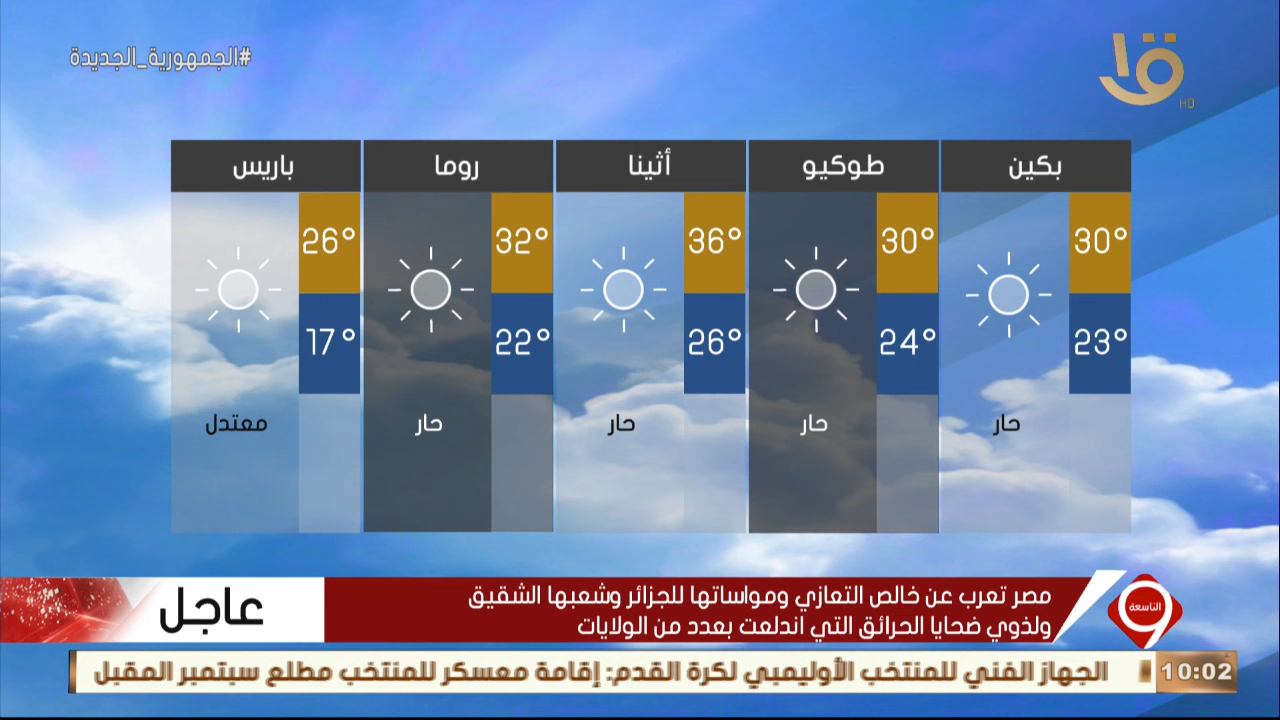 #الجمهورية_الجديدة
HD
بكين
30°
23°
حار
طوكيو
30°
24°
حار
أثينا
36°
26°
حار
روما
32°
22°
حار
باريس
26°
17°
معتدل
التاسعة
9
مصر تعرب عن خالص التعازي ومواساتها للجزائر وشعبها الشقيق
ولذوي ضحايا الحرائق التي اندلعت بعدد من الولايات
عاجل
10:02
الجهاز الفني للمنتخب الأوليمبي لكرة القدم: إقامة معسكر للمنتخب مطلع سبتمبر المقبل